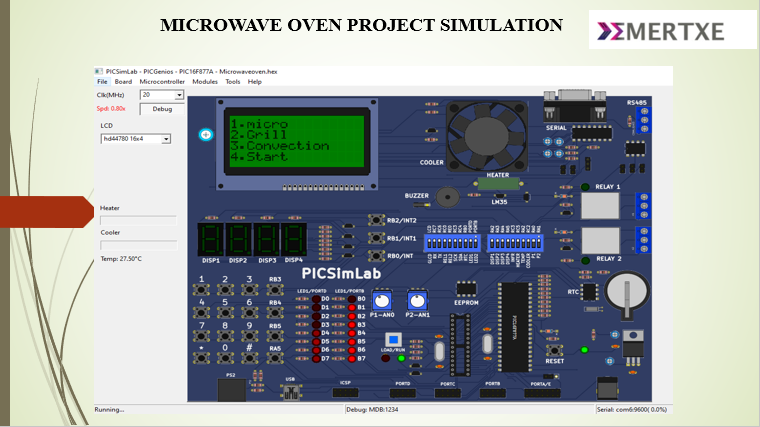 MICROWAVE OVEN PROJECT SIMULATION
EMERTXE
PICSimLab - PICGenios - PIC16F877A - Microwaveoven.hex
File Board Microcontroller Modules Tools Help
Clk(MHz) 20
Spd: 0.80x Debug
LCD
hd44780 16x4
Heater
Cooler
Temp: 27.50°C
1.micro
2.Grill
3.Convection
4.Start
COOLER
HEATER
BUZZER
LM35
SERIAL
RS485
RELAY 1
RELAY 2
RB2/INT2
RB1/INT1
RB0/INT
DISP1 DISP2 DISP3 DISP4
PICSimLab
1 2 3 RB3
4 5 6 RB4
7 8 9 RB5
* 0 # RA5
LED1/PORTD LED1/PORTB
D0 B0
D1 B1
D2 B2
D3 B3
D4 B4
D5 B5
D6 B6
D7 B7
P1-AN0 P2-AN1
EEPROM
LOAD/RUN
PIC16F877A
RTC
RESET
PS2
USB
ICSP
PORTD
PORTC
PORTB
PORTA/E
Running...
Debug: MDB:1234
Serial: com6:9600( 0.0%)